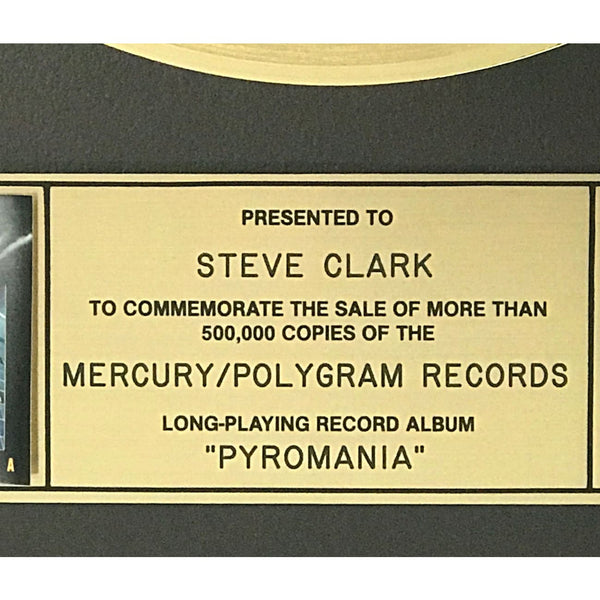 PRESENTED TO
STEVE CLARK
TO COMMEMORATE THE SALE OF MORE THAN
500,000 COPIES OF THE
MERCURY/POLYGRAM RECORDS
LONG-PLAYING RECORD ALBUM
"PYROMANIA"
A